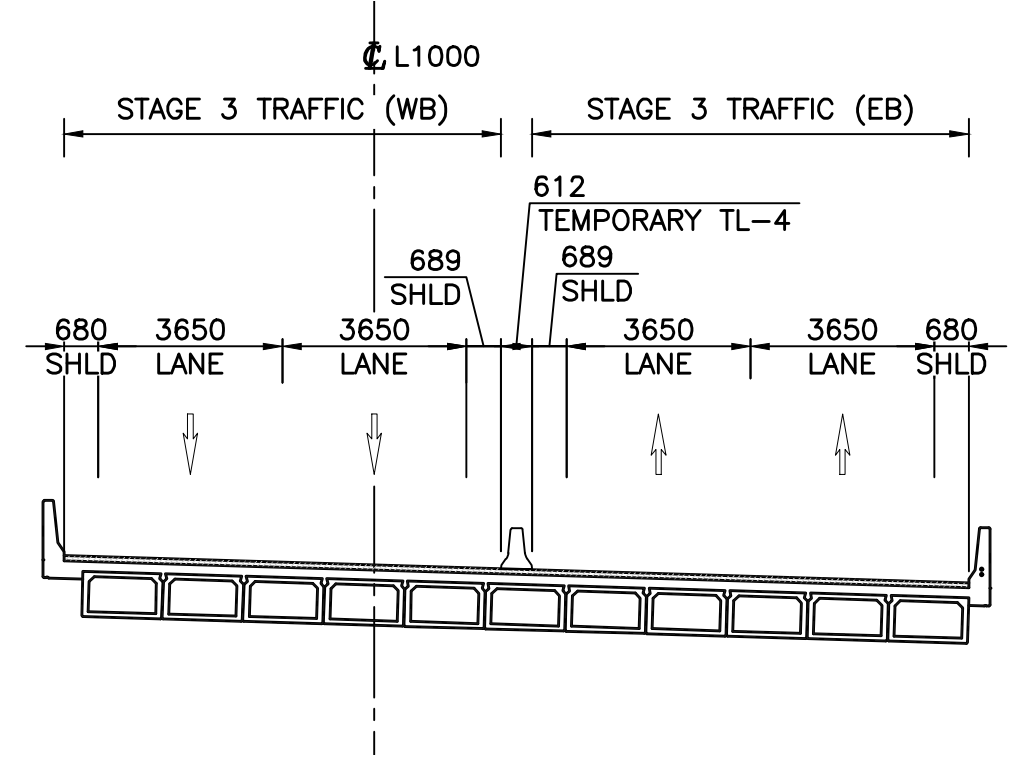 ℄ L1000
STAGE 3 TRAFFIC (WB)
STAGE 3 TRAFFIC (EB)
612
TEMPORARY TL-4
689
SHLD
689
SHLD
680
SHLD
3650
LANE
3650
LANE
3650
LANE
3650
LANE
680
SHLD